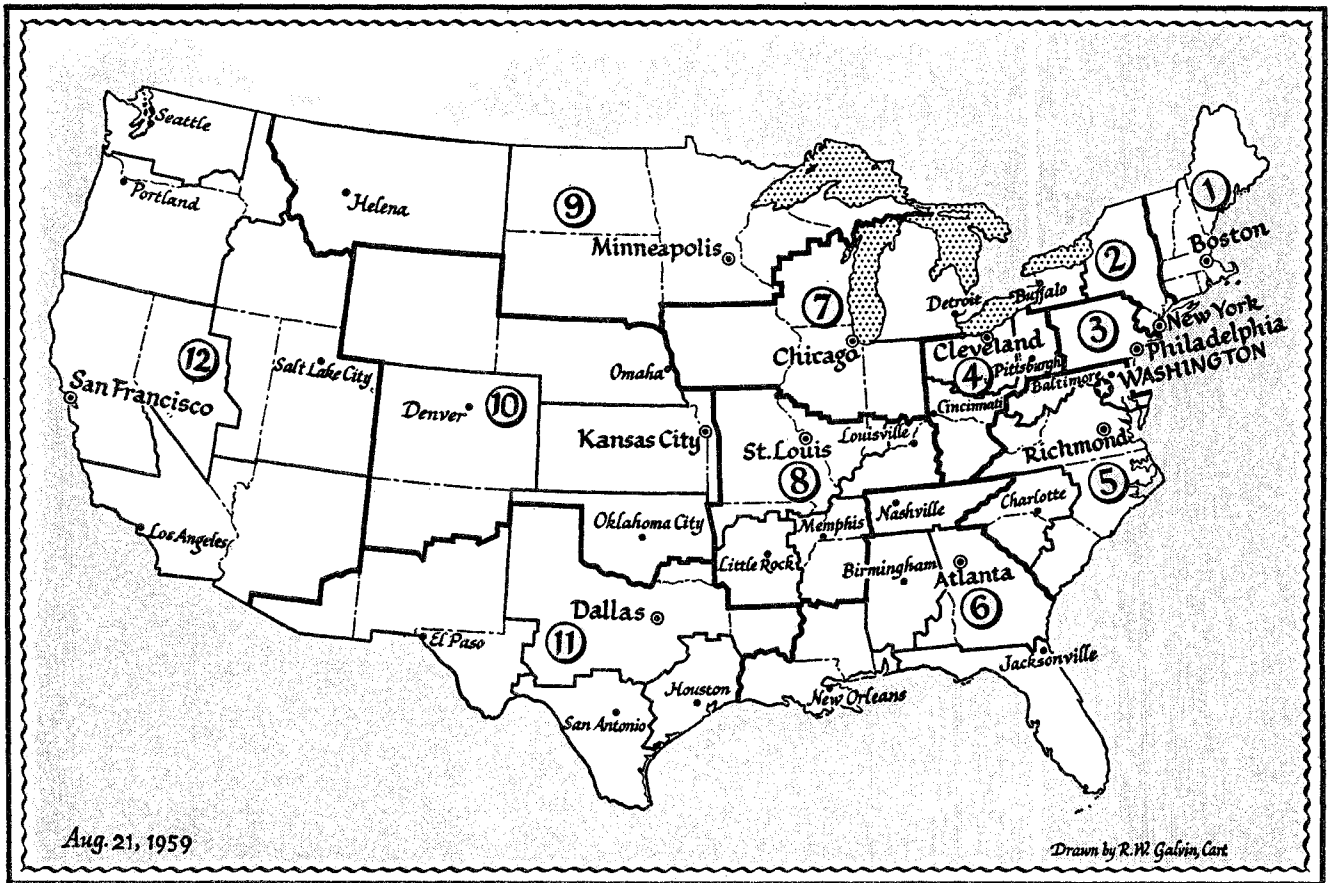 Seattle
Portland
Helena
9
Minneapolis
1
Boston
2
Detroit
Buffalo
New York
Philadelphia
3
WASHINGTON
7
Chicago
Cleveland
Pittsburgh
4
Baltimore
Cincinnati
12
Salt Lake City
San Francisco
Omaha
Denver
10
Kansas City
St. Louis
Louisville
Richmond
8
5
Los Angeles
Oklahoma City
Memphis
Nashville
Charlotte
Little Rock
Birmingham
Atlanta
6
Dallas
El Paso
11
Jacksonville
Houston
New Orleans
San Antonio
Aug. 21, 1959
Drawn by R.W. Galvin, Cart.